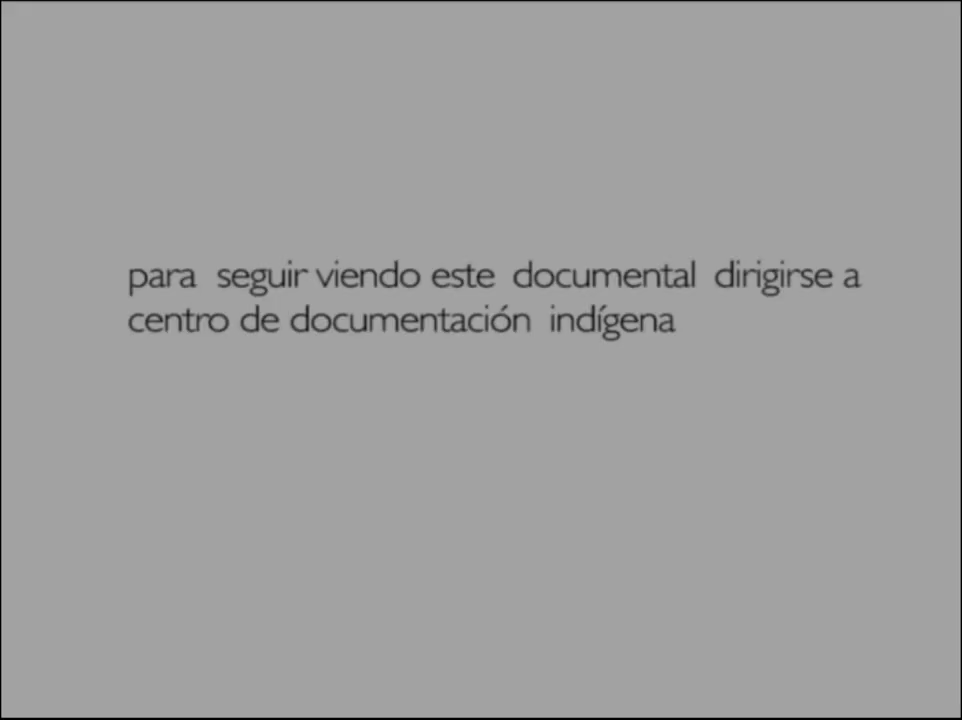 para seguir viendo este documental dirigirse a
centro de documentación indígena